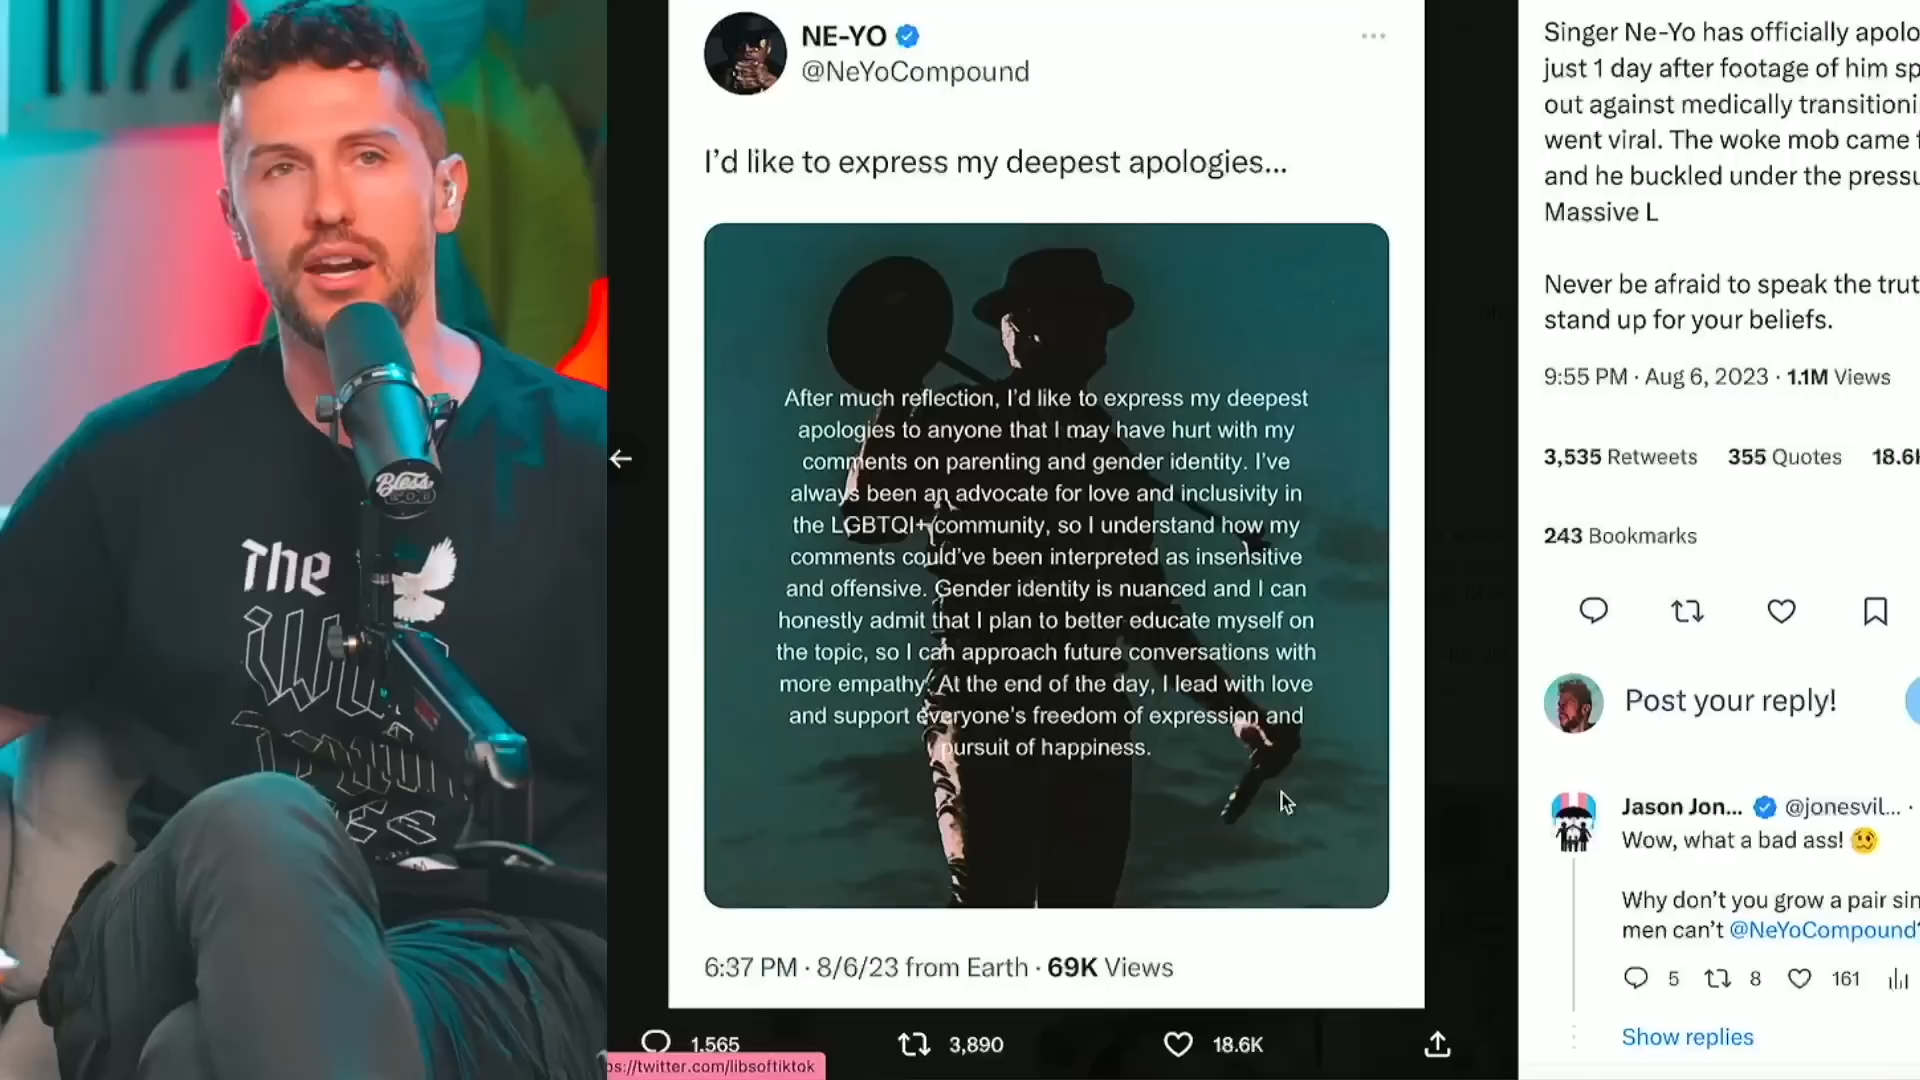 Bless
GOD
The
NE-YO
@NeYoCompound
I'd like to express my deepest apologies...
After much reflection, I'd like to express my deepest
apologies to anyone that I may have hurt with my
comments on parenting and gender identity. I've
always been an advocate for love and inclusivity in
the LGBTQI+ community, so I understand how my
comments could've been interpreted as insensitive
and offensive. Gender identity is nuanced and I can
honestly admit that I plan to better educate myself on
the topic, so I can approach future conversations with
more empathy. At the end of the day, I lead with love
and support everyone's freedom of expression and
pursuit of happiness.
6:37 PM · 8/6/23 from Earth · 69K Views
1,565 3,890 18.6K
ps://twitter.com/libsoftiktok
Singer Ne-Yo has officially apolo
just 1 day after footage of him sp
out against medically transitioni
went viral. The woke mob came f
and he buckled under the pressu
Massive L
Never be afraid to speak the trut
stand up for your beliefs.
9:55 PM · Aug 6, 2023 · 1.1M Views
3,535 Retweets 355 Quotes 18.6K
243 Bookmarks
Post your reply!
Jason Jon... @jonesvil... ·
Wow, what a bad ass!
Why don't you grow a pair sin
men can't @NeYoCompound?
5 8 161
Show replies